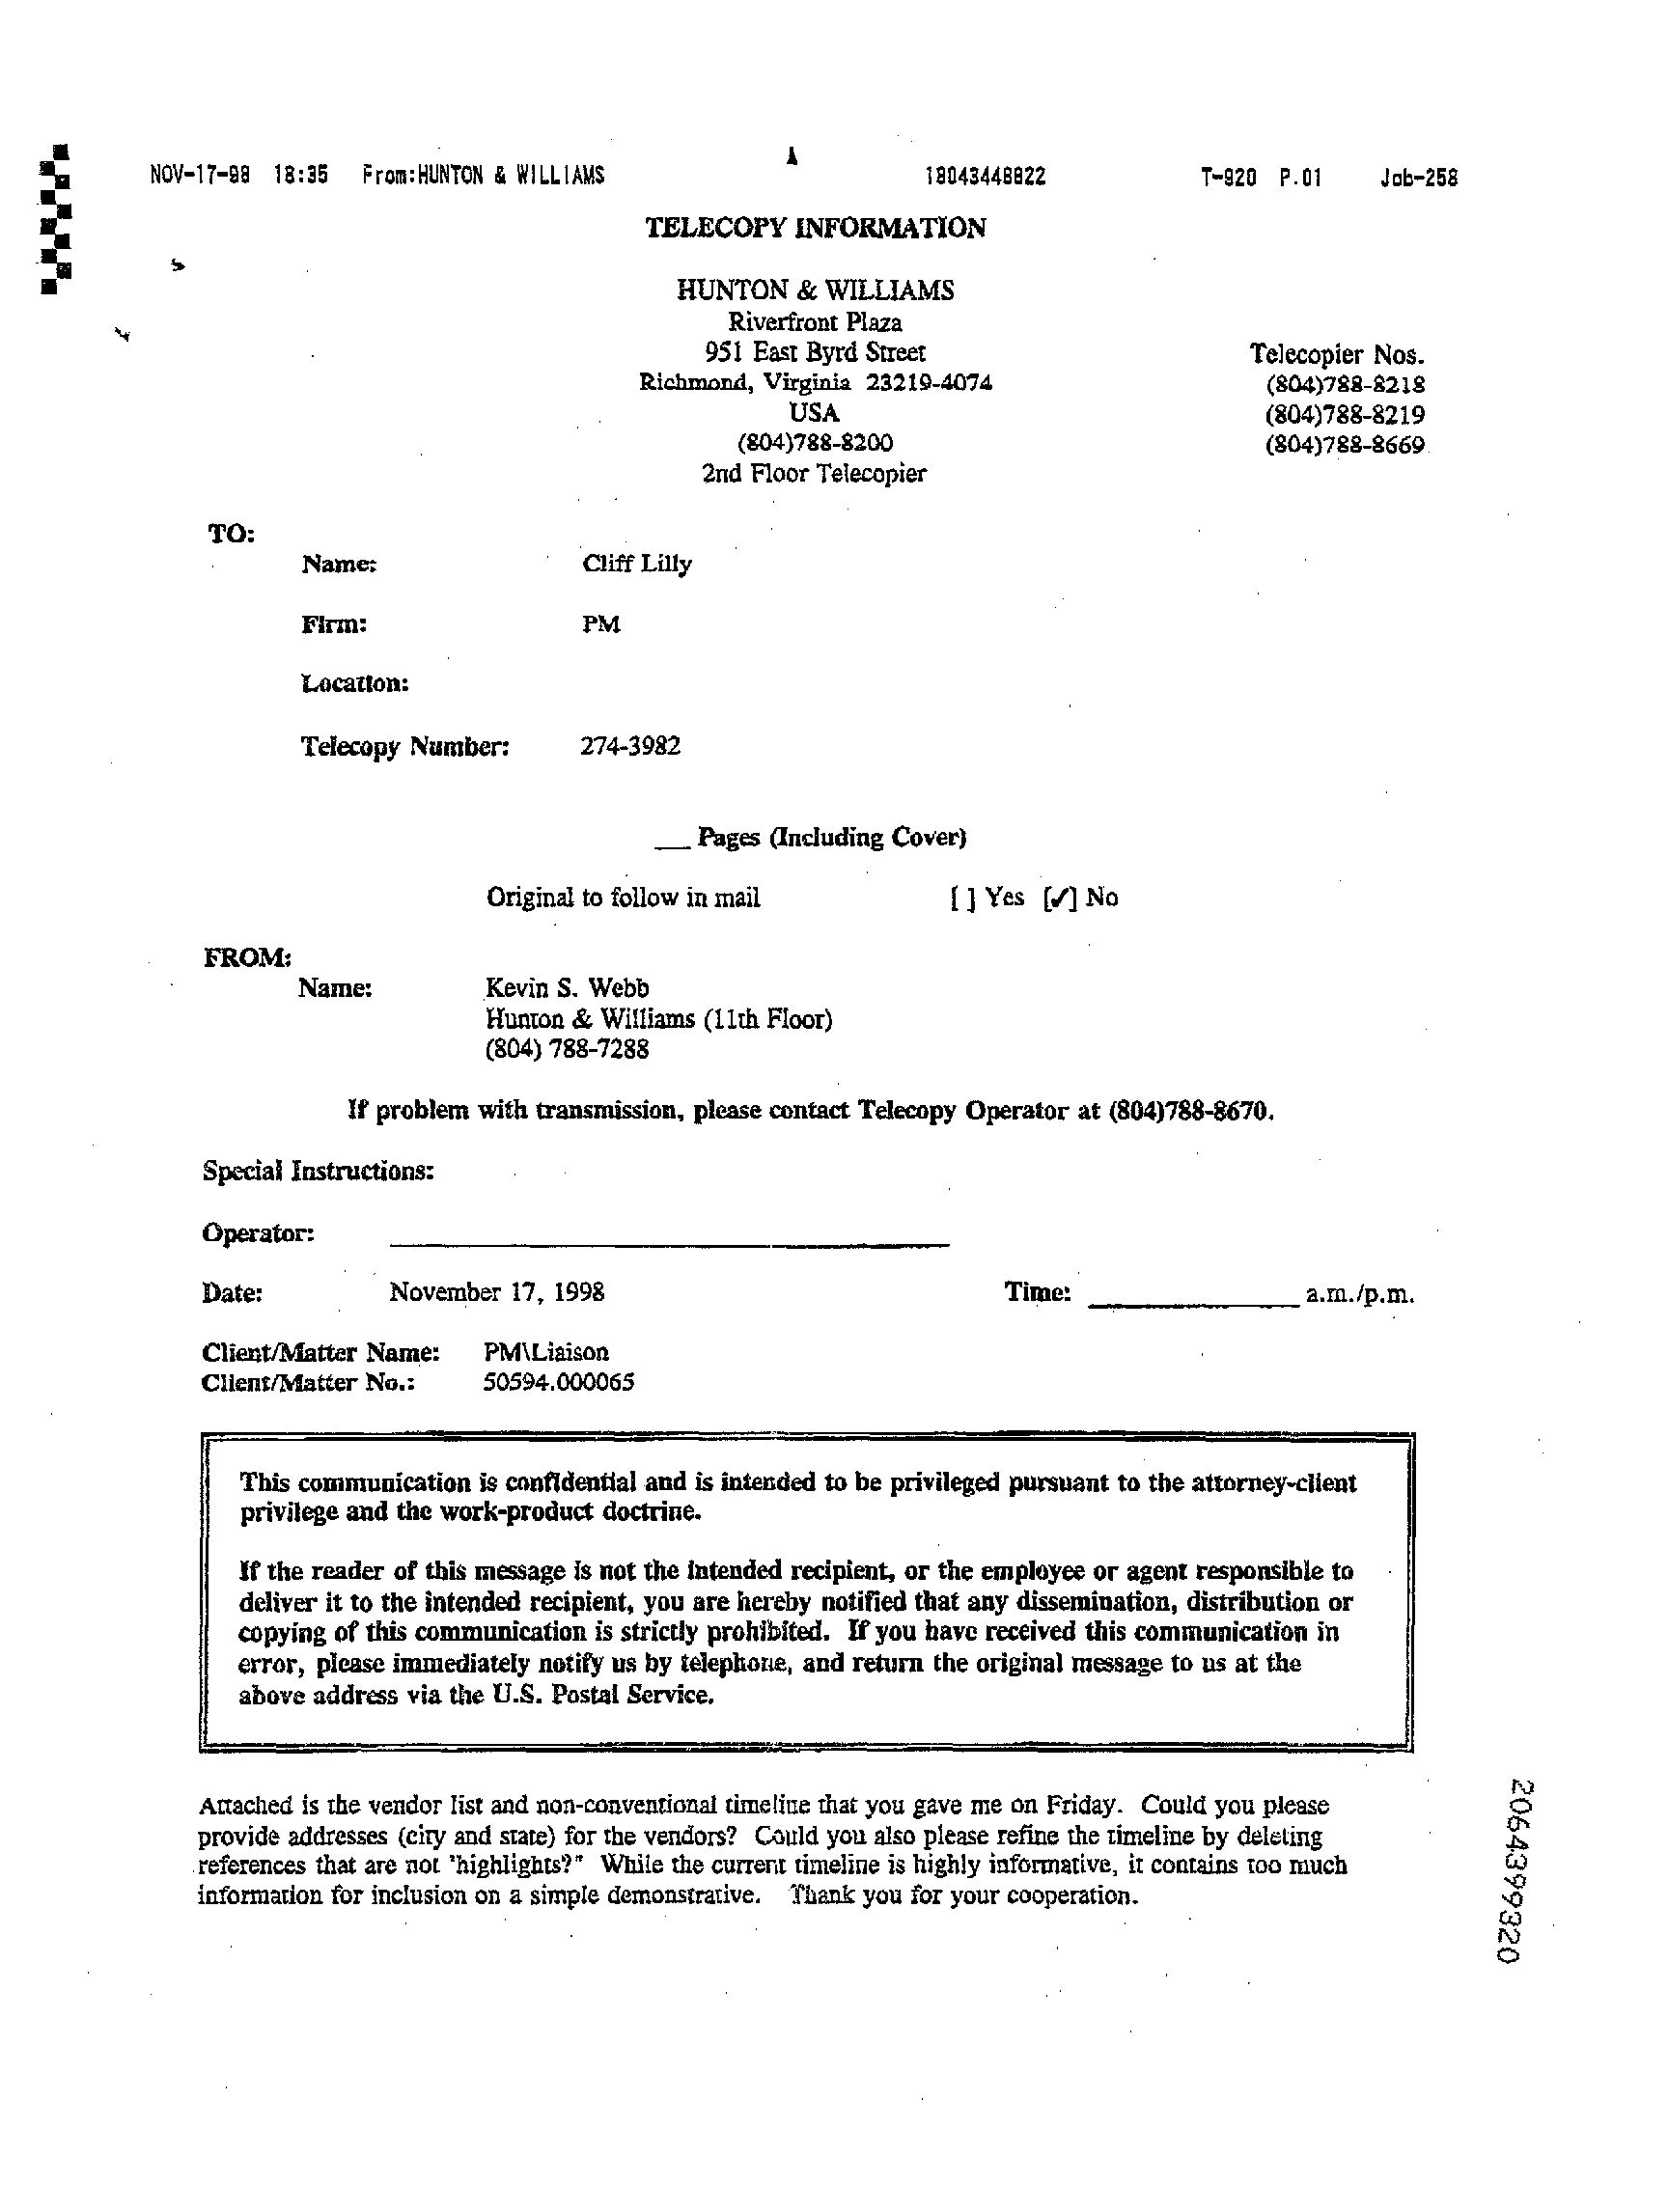 NOV-17-98 18:35 From:HUNTON & WILLIAMS 18043448822 T-920 P.01 Job-258
TELECOPY INFORMATION
HUNTON & WILLIAMS
Riverfront Plaza
951 East Byrd Street
Richmond, Virginia 23219-4074
USA
(804)788-8200
2nd Floor Telecopier
Telecopier Nos.
(804)788-8218
(804)788-8219
(804)788-8669
TO:
Name: Cliff Lilly
Firm: PM
Location:
Telecopy Number: 274-3982
___ Pages (Including Cover)
Original to follow in mail [ ] Yes [✓] No
FROM:
Name: Kevin S. Webb
Hunton & Williams (11th Floor)
(804) 788-7288
If problem with transmission, please contact Telecopy Operator at (804)788-8670.
Special Instructions:
Operator:
Date: November 17, 1998 Time: ____________ a.m./p.m.
Client/Matter Name: PM\Liaison
Client/Matter No.: 50594.000065
This communication is confidential and is intended to be privileged pursuant to the attorney-client
privilege and the work-product doctrine.
If the reader of this message is not the intended recipient, or the employee or agent responsible to
deliver it to the intended recipient, you are hereby notified that any dissemination, distribution or
copying of this communication is strictly prohibited. If you have received this communication in
error, please immediately notify us by telephone, and return the original message to us at the
above address via the U.S. Postal Service.
Attached is the vendor list and non-conventional timeline that you gave me on Friday. Could you please
provide addresses (city and state) for the vendors? Could you also please refine the timeline by deleting
references that are not 'highlights?" While the current timeline is highly informative, it contains too much
information for inclusion on a simple demonstrative. Thank you for your cooperation.
2064399320